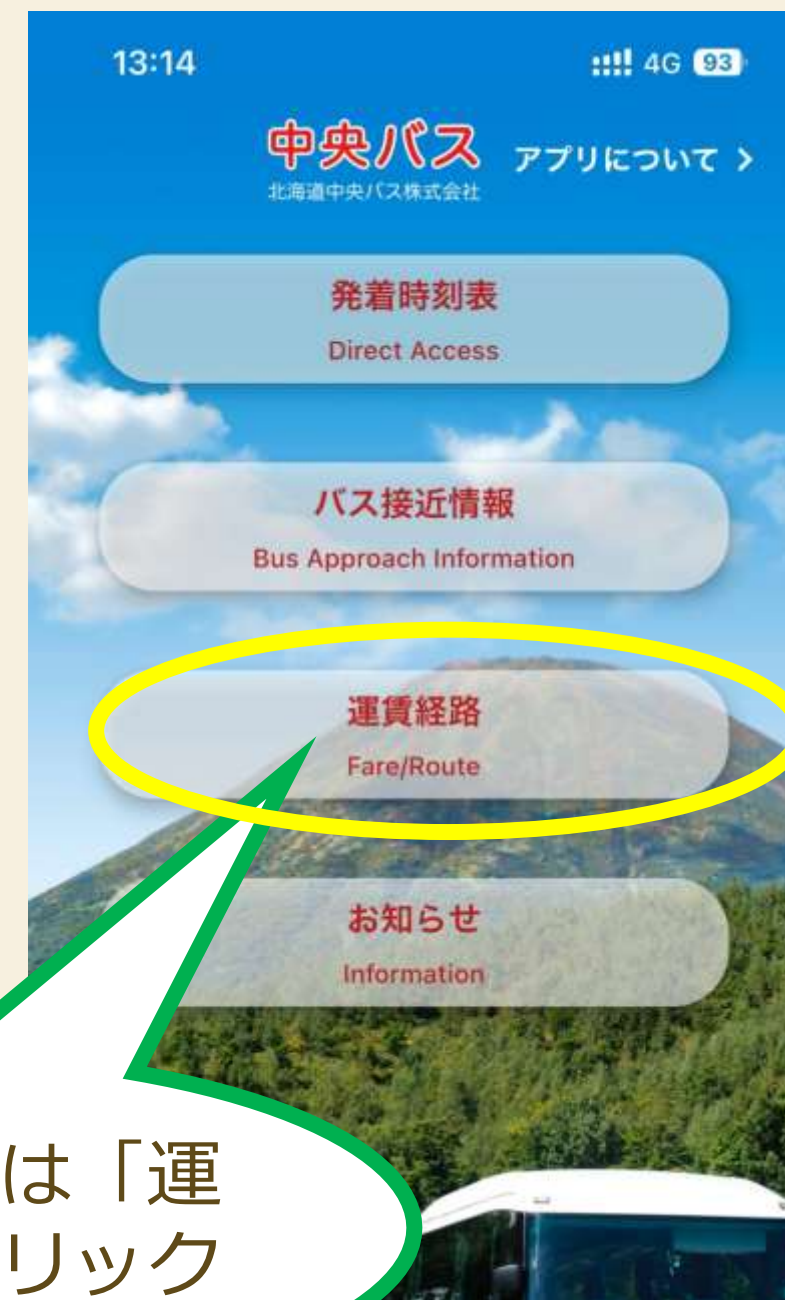 13:14
4G 93
中央バス
アプリについて >
北海道中央バス株式会社
発着時刻表
Direct Access
バス接近情報
Bus Approach Information
運賃経路
Fare/Route
お知らせ
Information
は「運
リック